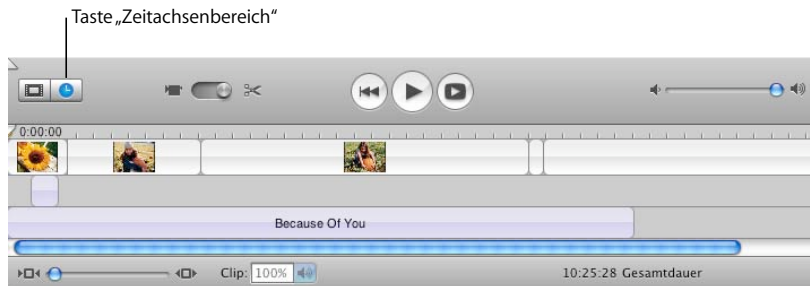 Taste „Zeitachsenbereich“
0:00:00
Because Of You
Clip: 100%
10:25:28 Gesamtdauer